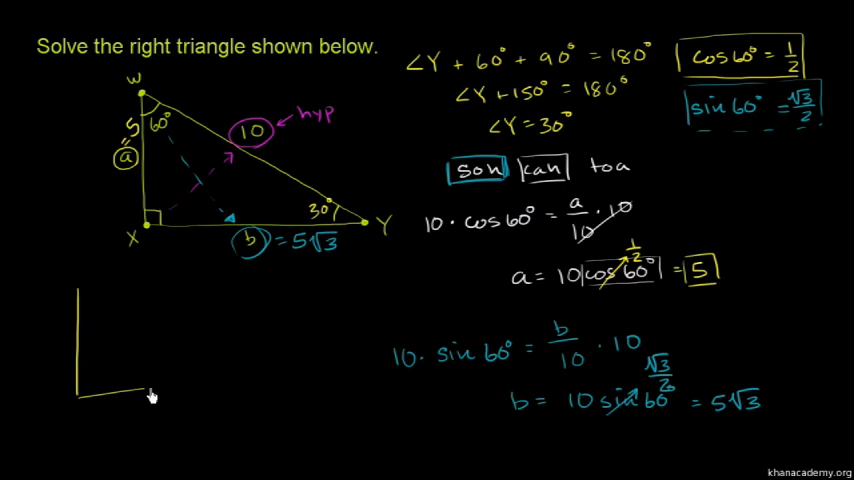 Solve the right triangle shown below.
∠Y + 60° + 90° = 180°
∠Y + 150° = 180°
∠Y = 30°
cos 60° = 1/2
sin 60° = √3/2
W
60°
5
=
a
10
hyp
30°
X
Y
b = 5√3
soh cah toa
10 · cos 60° = a/10 · 10
a = 10 cos 60° = 5
1/2
10 · sin 60° = b/10 · 10
√3/2
b = 10 sin 60° = 5√3
khanacademy.org